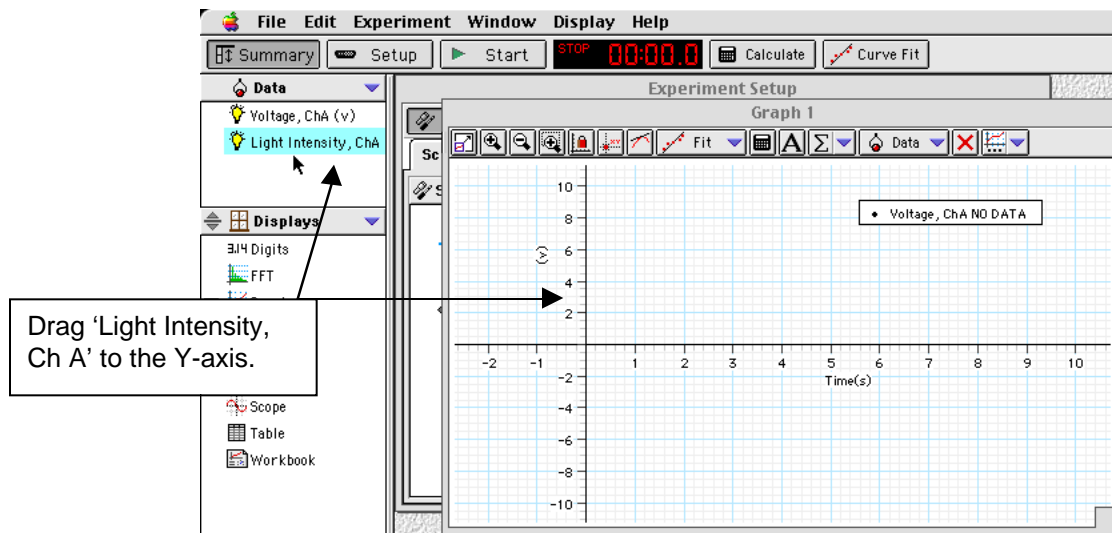 File Edit Experiment Window Display Help
Summary Setup Start STOP 00:00.0 Calculate Curve Fit
Data
Voltage, ChA (v)
Light Intensity, ChA
Displays
3.14 Digits
FFT
Scope
Table
Workbook
Drag ‘Light Intensity,
Ch A’ to the Y-axis.
Experiment Setup
Sc
S
Graph 1
Fit A Σ Data
10
8
6
4
2
-2
-4
-6
-8
-10
(v)
Voltage, ChA NO DATA
-2 -1 1 2 3 4 5 6 7 8 9 10
Time(s)